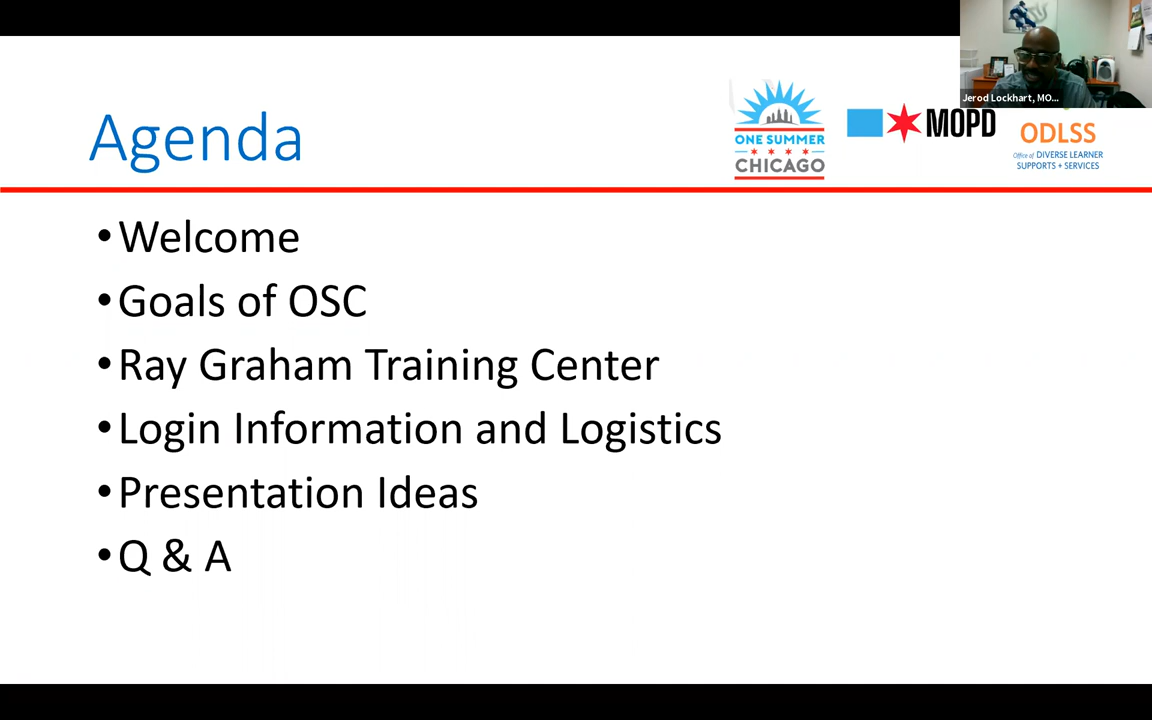 Jerod Lockhart, MO...
Agenda
ONE SUMMER
CHICAGO
MOPD
ODLSS
Office of DIVERSE LEARNER
SUPPORTS + SERVICES
•Welcome
•Goals of OSC
•Ray Graham Training Center
•Login Information and Logistics
•Presentation Ideas
•Q & A